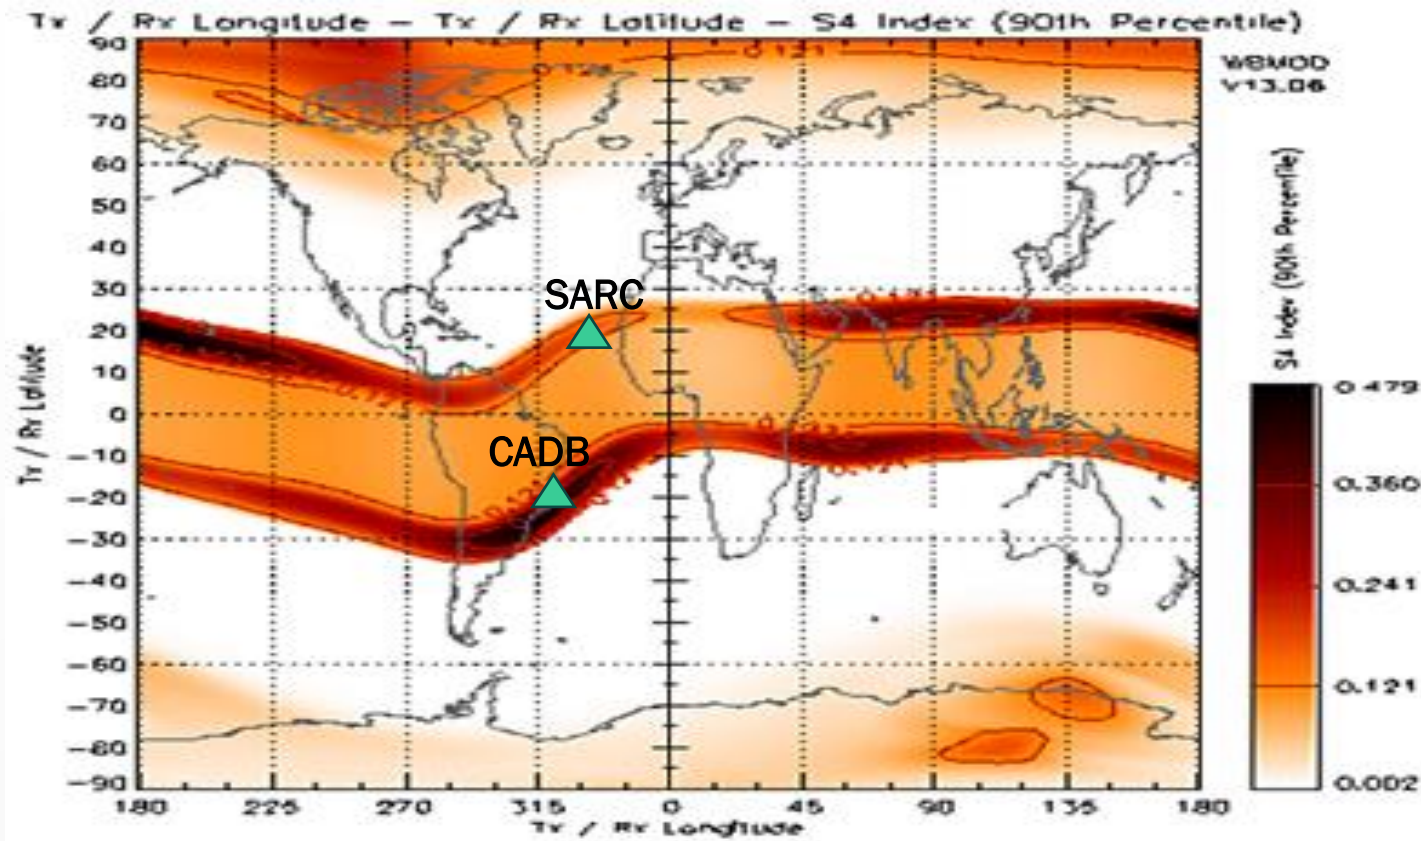 Tx / Rx Longitude - Tx / Rx Latitude - S4 Index (90th Percentile)
WBMOD
V13.06
90
80
70
60
50
40
30
20
10
0
-10
-20
-30
-40
-50
-60
-70
-80
-90
Tx / Rx Latitude
SARC
CADB
0.121
180 225 270 315 0 45 90 135 180
Tx / Rx Longitude
S4 Index (90th Percentile)
0.479
0.360
0.241
0.121
0.002